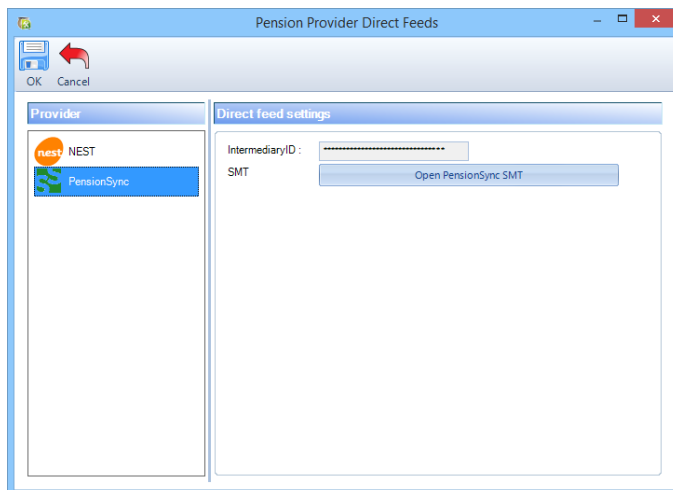 Pension Provider Direct Feeds
OK Cancel
Provider
Direct feed settings
nest NEST
PensionSync
IntermediaryID : ********************************
SMT Open PensionSync SMT